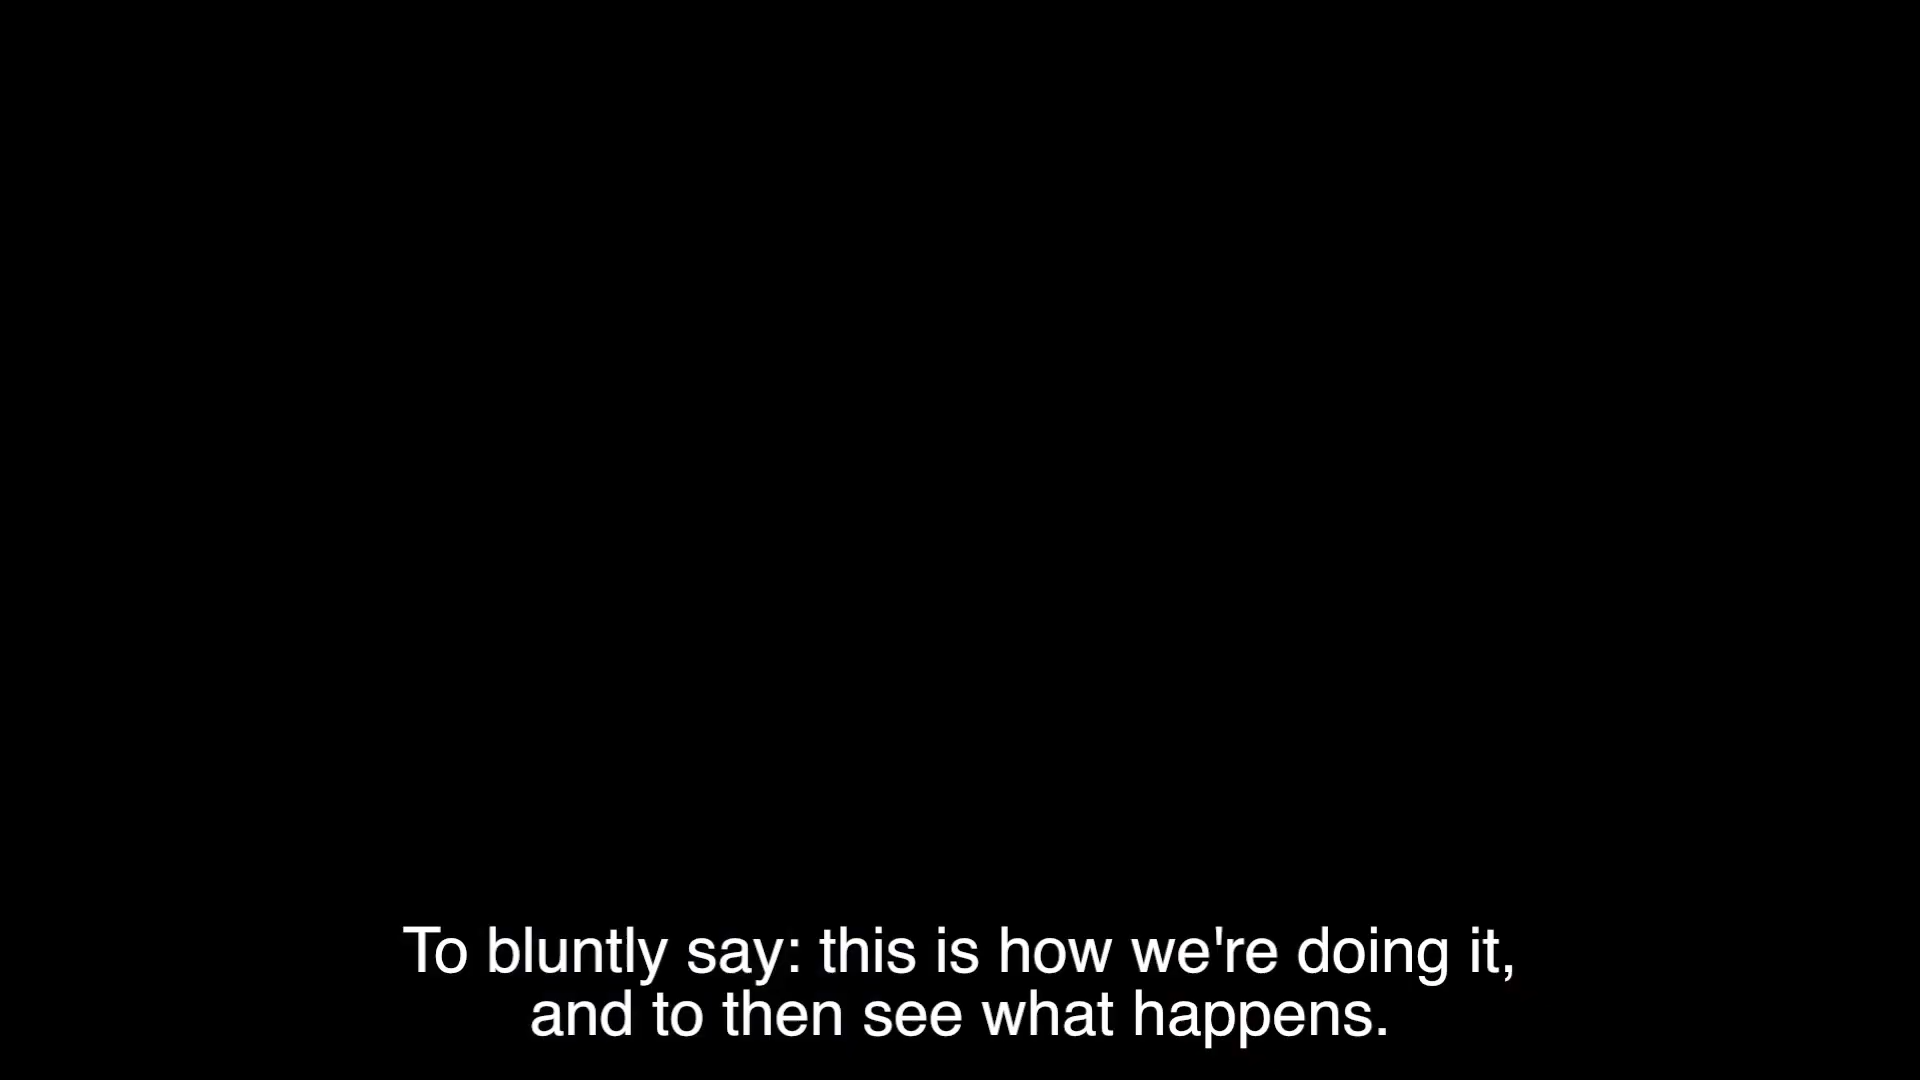 To bluntly say: this is how we're doing it,
and to then see what happens.